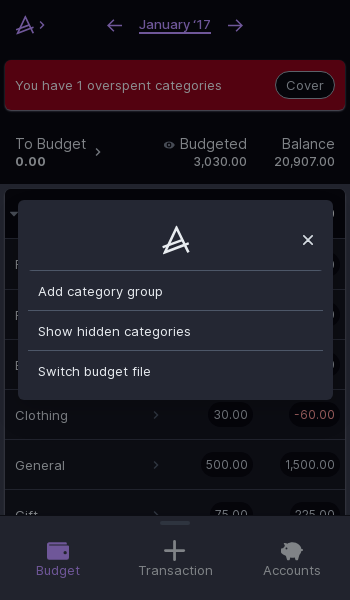 January ’17
You have 1 overspent categories Cover
To Budget Budgeted Balance
0.00 3,030.00 20,907.00
Add category group
Show hidden categories
Switch budget file
Clothing 30.00 -60.00
General 500.00 1,500.00
Gift 75.00 225.00
Budget Transaction Accounts